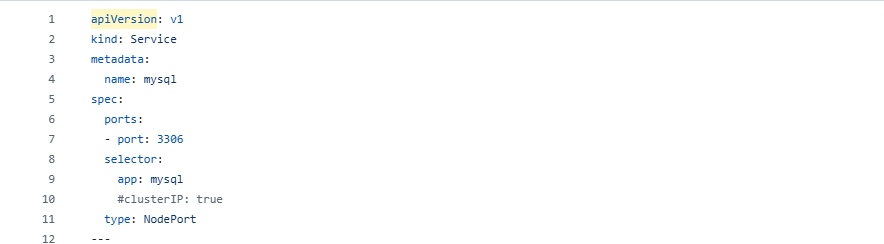 1 apiVersion: v1
2 kind: Service
3 metadata:
4   name: mysql
5 spec:
6   ports:
7   - port: 3306
8   selector:
9     app: mysql
10     #clusterIP: true
11   type: NodePort
12 ---